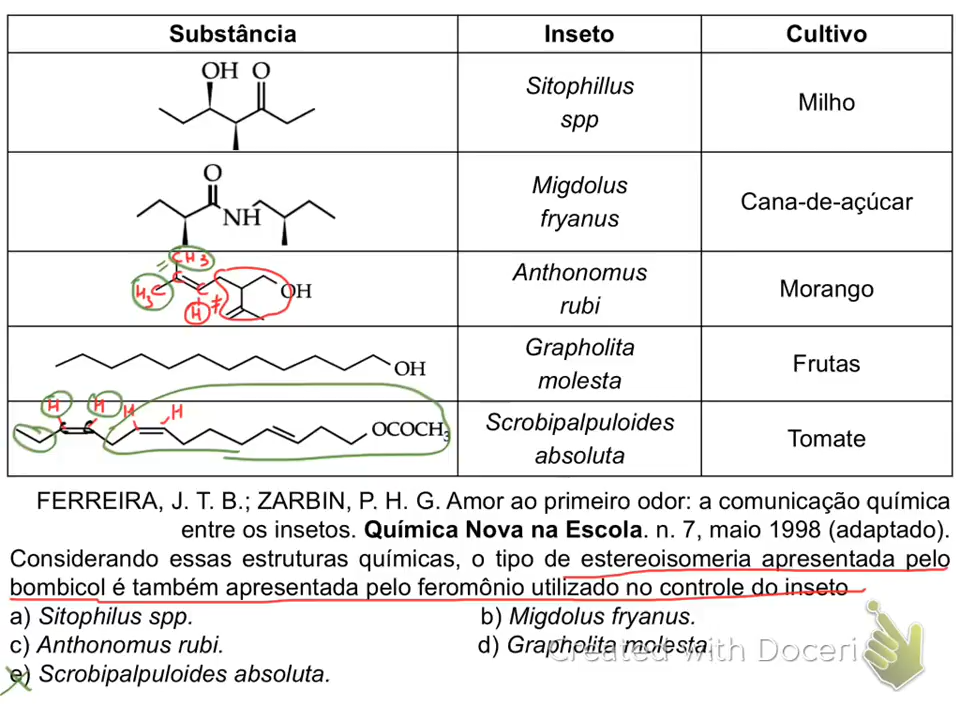 Substância Inseto Cultivo
OH O
Sitophillus
spp
Milho
O
NH
Migdolus
fryanus
Cana-de-açúcar
CH3
H3C
H
≠
OH
Anthonomus
rubi
Morango
OH
Grapholita
molesta
Frutas
H H H H
OCOCH3
Scrobipalpuloides
absoluta
Tomate
FERREIRA, J. T. B.; ZARBIN, P. H. G. Amor ao primeiro odor: a comunicação química
entre os insetos. Química Nova na Escola. n. 7, maio 1998 (adaptado).
Considerando essas estruturas químicas, o tipo de estereoisomeria apresentada pelo
bombicol é também apresentada pelo feromônio utilizado no controle do inseto
a) Sitophilus spp. b) Migdolus fryanus.
c) Anthonomus rubi. d) Grapholita molesta.
e) Scrobipalpuloides absoluta.
Created with Doceri